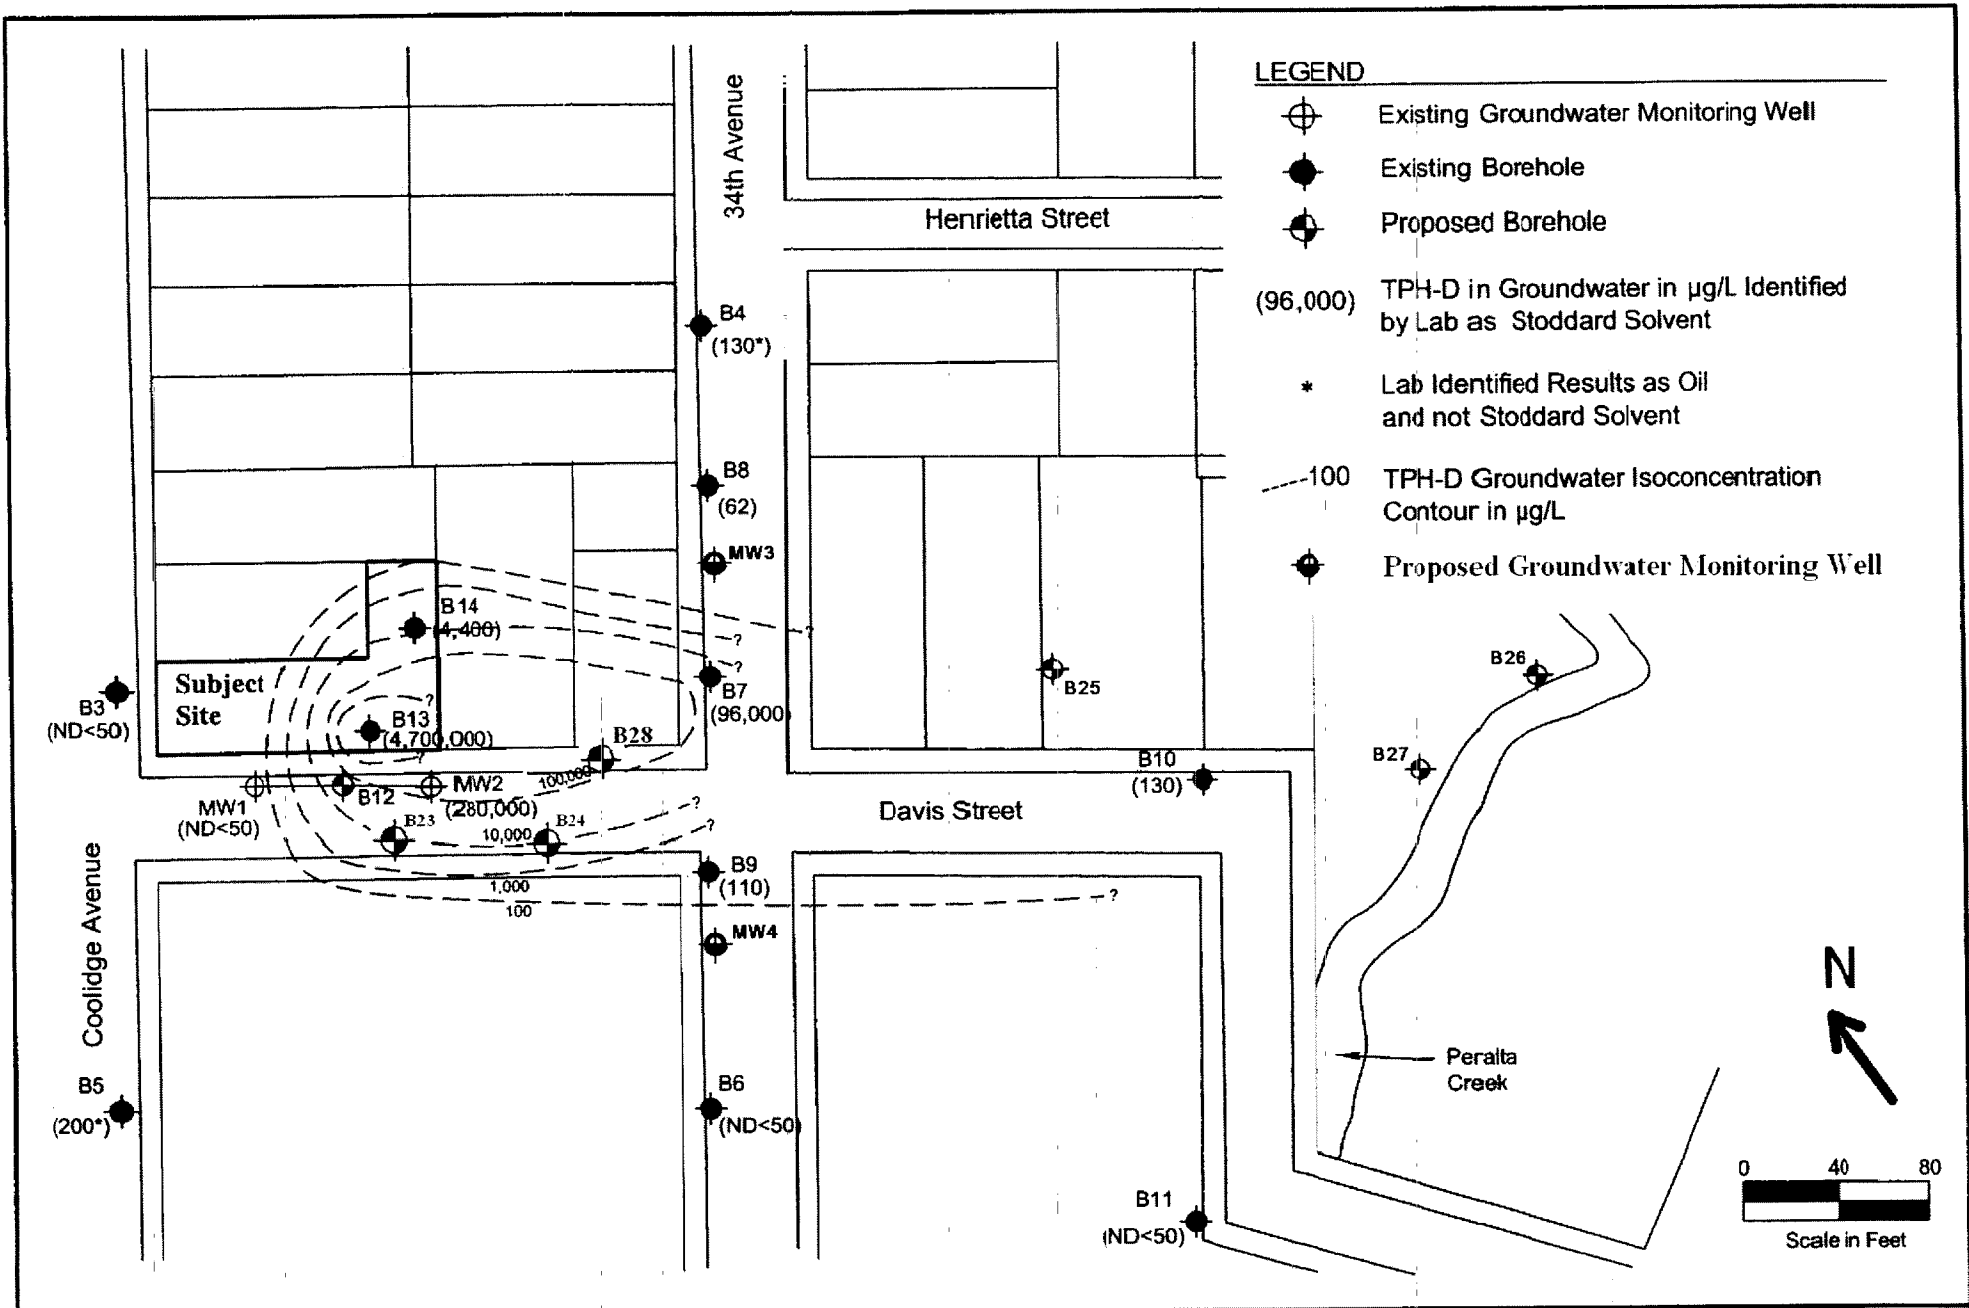 LEGEND
Existing Groundwater Monitoring Well
Existing Borehole
Proposed Borehole
(96,000)
TPH-D in Groundwater in µg/L Identified
by Lab as Stoddard Solvent
*
Lab Identified Results as Oil
and not Stoddard Solvent
100
TPH-D Groundwater Isoconcentration
Contour in µg/L
Proposed Groundwater Monitoring Well
34th Avenue
Henrietta Street
B4
(130*)
B8
(62)
MW3
B14
(4,400)
?
?
?
Subject
Site
B3
(ND<50)
?
B13
(4,700,000)
?
B7
(96,000)
B28
B25
B26
B27
B10
(130)
100,000
MW1
(ND<50)
B12
MW2
(280,000)
B23
B24
10,000
?
?
Davis Street
B9
(110)
1,000
100
?
MW4
Coolidge Avenue
B5
(200*)
B6
(ND<50)
B11
(ND<50)
Peralta
Creek
N
0 40 80
Scale in Feet